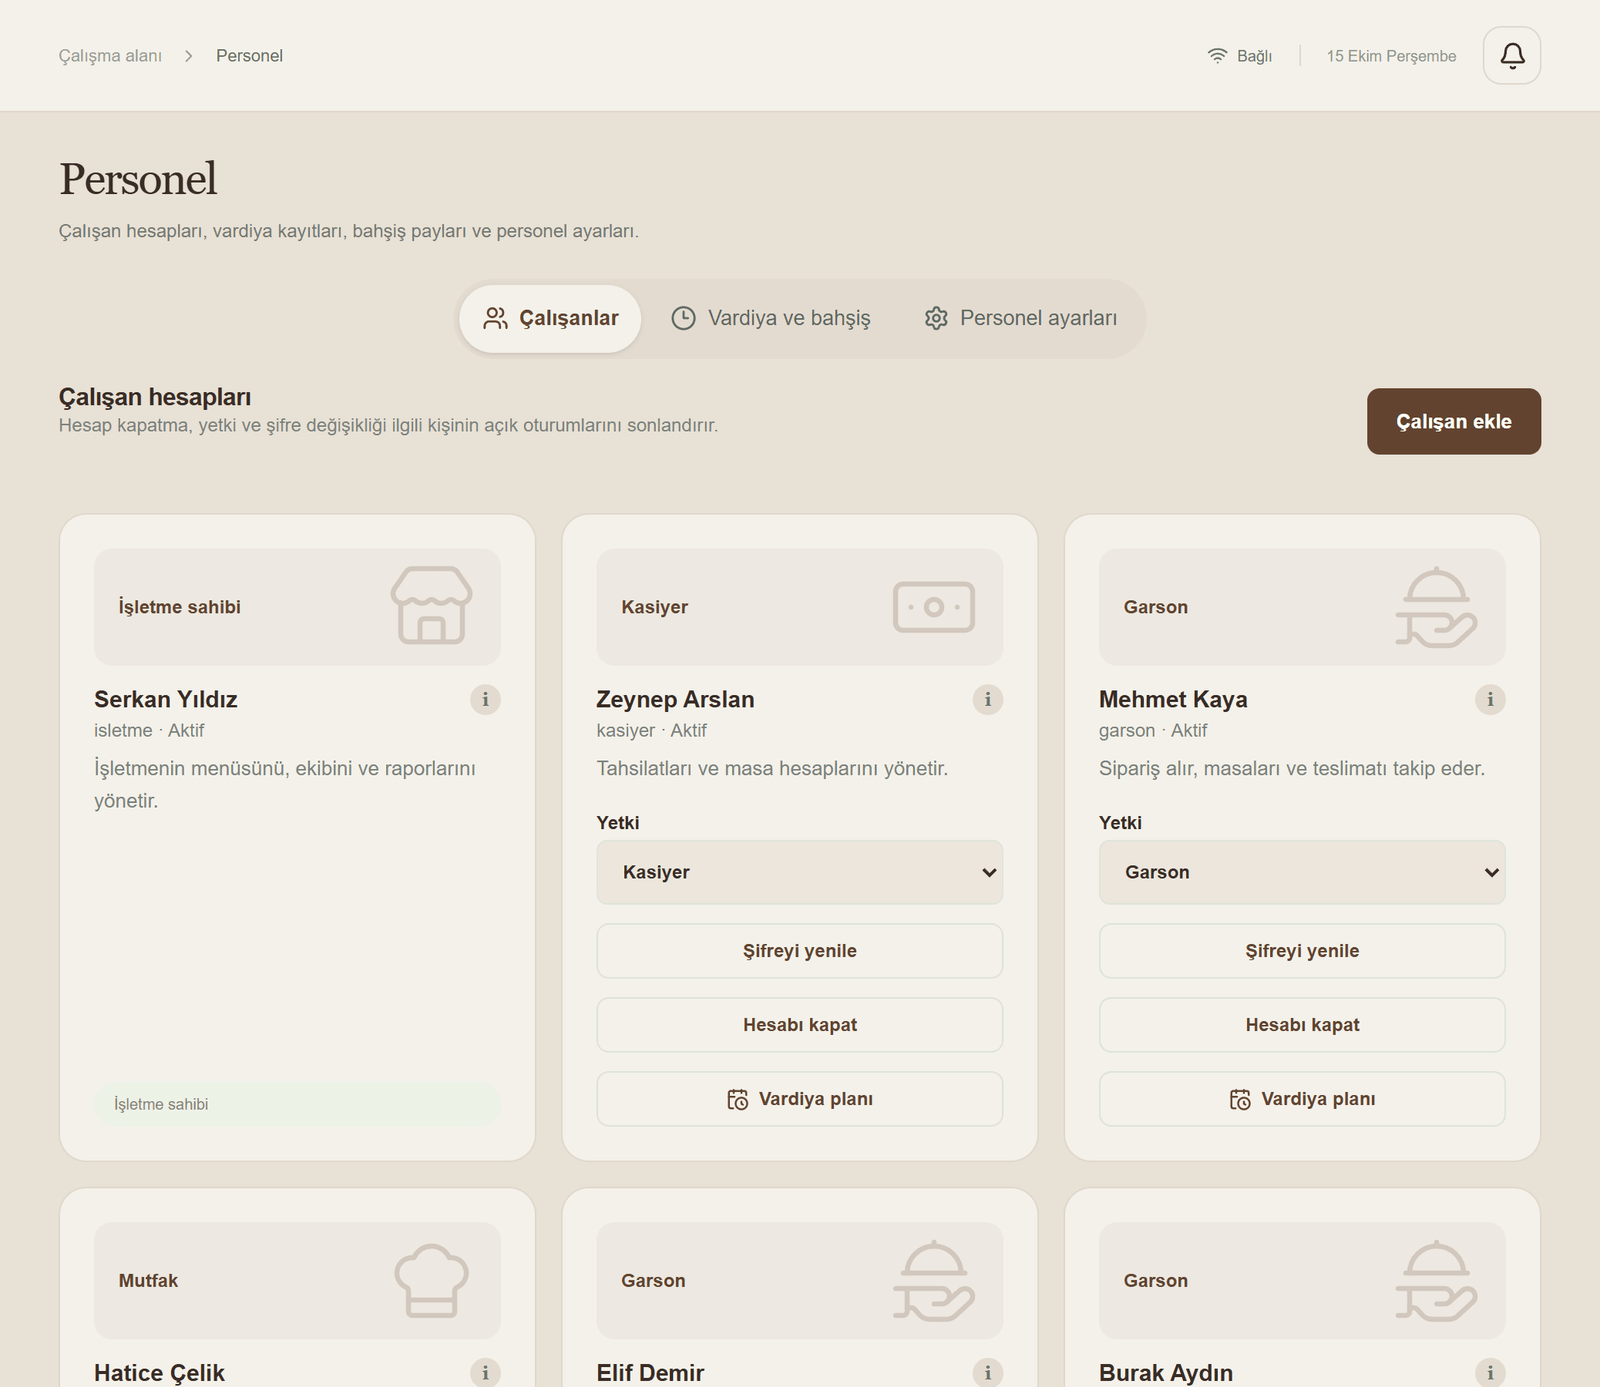 Çalışma alanı
Personel
Bağlı
15 Ekim Perşembe
Personel
Çalışan hesapları, vardiya kayıtları, bahşiş payları ve personel ayarları.
Çalışanlar
Vardiya ve bahşiş
Personel ayarları
Çalışan hesapları
Hesap kapatma, yetki ve şifre değişikliği ilgili kişinin açık oturumlarını sonlandırır.
Çalışan ekle
İşletme sahibi
Serkan Yıldız
i
isletme · Aktif
İşletmenin menüsünü, ekibini ve raporlarını
yönetir.
İşletme sahibi
Kasiyer
Zeynep Arslan
i
kasiyer · Aktif
Tahsilatları ve masa hesaplarını yönetir.
Yetki
Kasiyer
Şifreyi yenile
Hesabı kapat
Vardiya planı
Garson
Mehmet Kaya
i
garson · Aktif
Sipariş alır, masaları ve teslimatı takip eder.
Yetki
Garson
Şifreyi yenile
Hesabı kapat
Vardiya planı
Mutfak
Hatice Çelik
i
Garson
Elif Demir
i
Garson
Burak Aydın
i